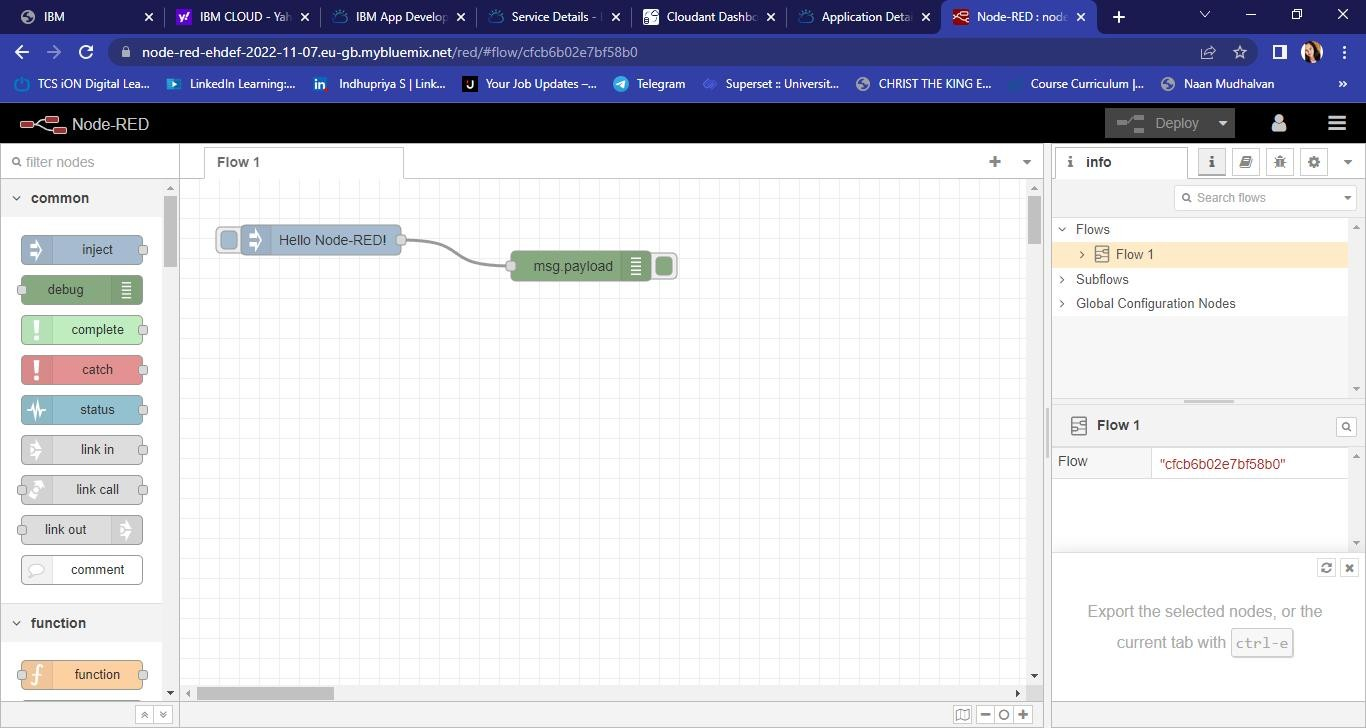 IBM
IBM CLOUD - Yah
IBM App Develop
Service Details -
Cloudant Dashbo
Application Detai
Node-RED : node
node-red-ehdef-2022-11-07.eu-gb.mybluemix.net/red/#flow/cfcb6b02e7bf58b0
TCS iON Digital Lea...
LinkedIn Learning:...
Indhupriya S | Link...
Your Job Updates –...
Telegram
Superset :: Universit...
CHRIST THE KING E...
Course Curriculum |...
Naan Mudhalvan
»
Node-RED
Deploy
filter nodes
Flow 1
info
Search flows
common
inject
debug
complete
catch
status
link in
link call
link out
comment
function
function
Hello Node-RED!
msg.payload
Flows
Flow 1
Subflows
Global Configuration Nodes
Flow 1
Flow "cfcb6b02e7bf58b0"
Export the selected nodes, or the
current tab with ctrl-e